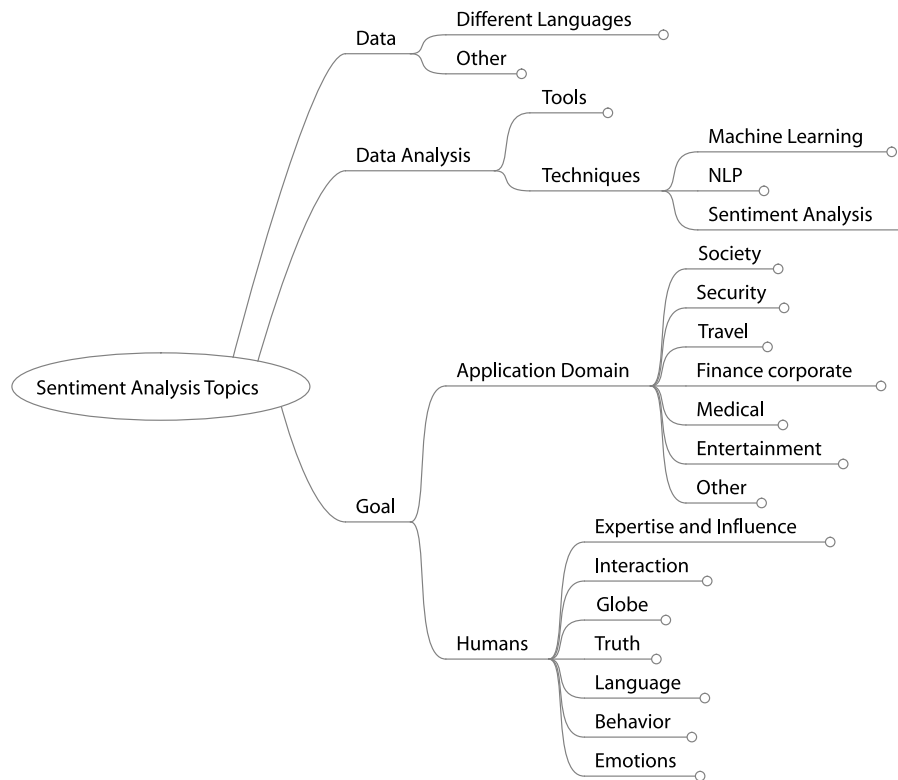 Different Languages
Data
Other
Tools
Machine Learning
Data Analysis
Techniques
NLP
Sentiment Analysis
Society
Security
Travel
Application Domain
Finance corporate
Sentiment Analysis Topics
Medical
Entertainment
Other
Goal
Expertise and Influence
Interaction
Globe
Humans
Truth
Language
Behavior
Emotions